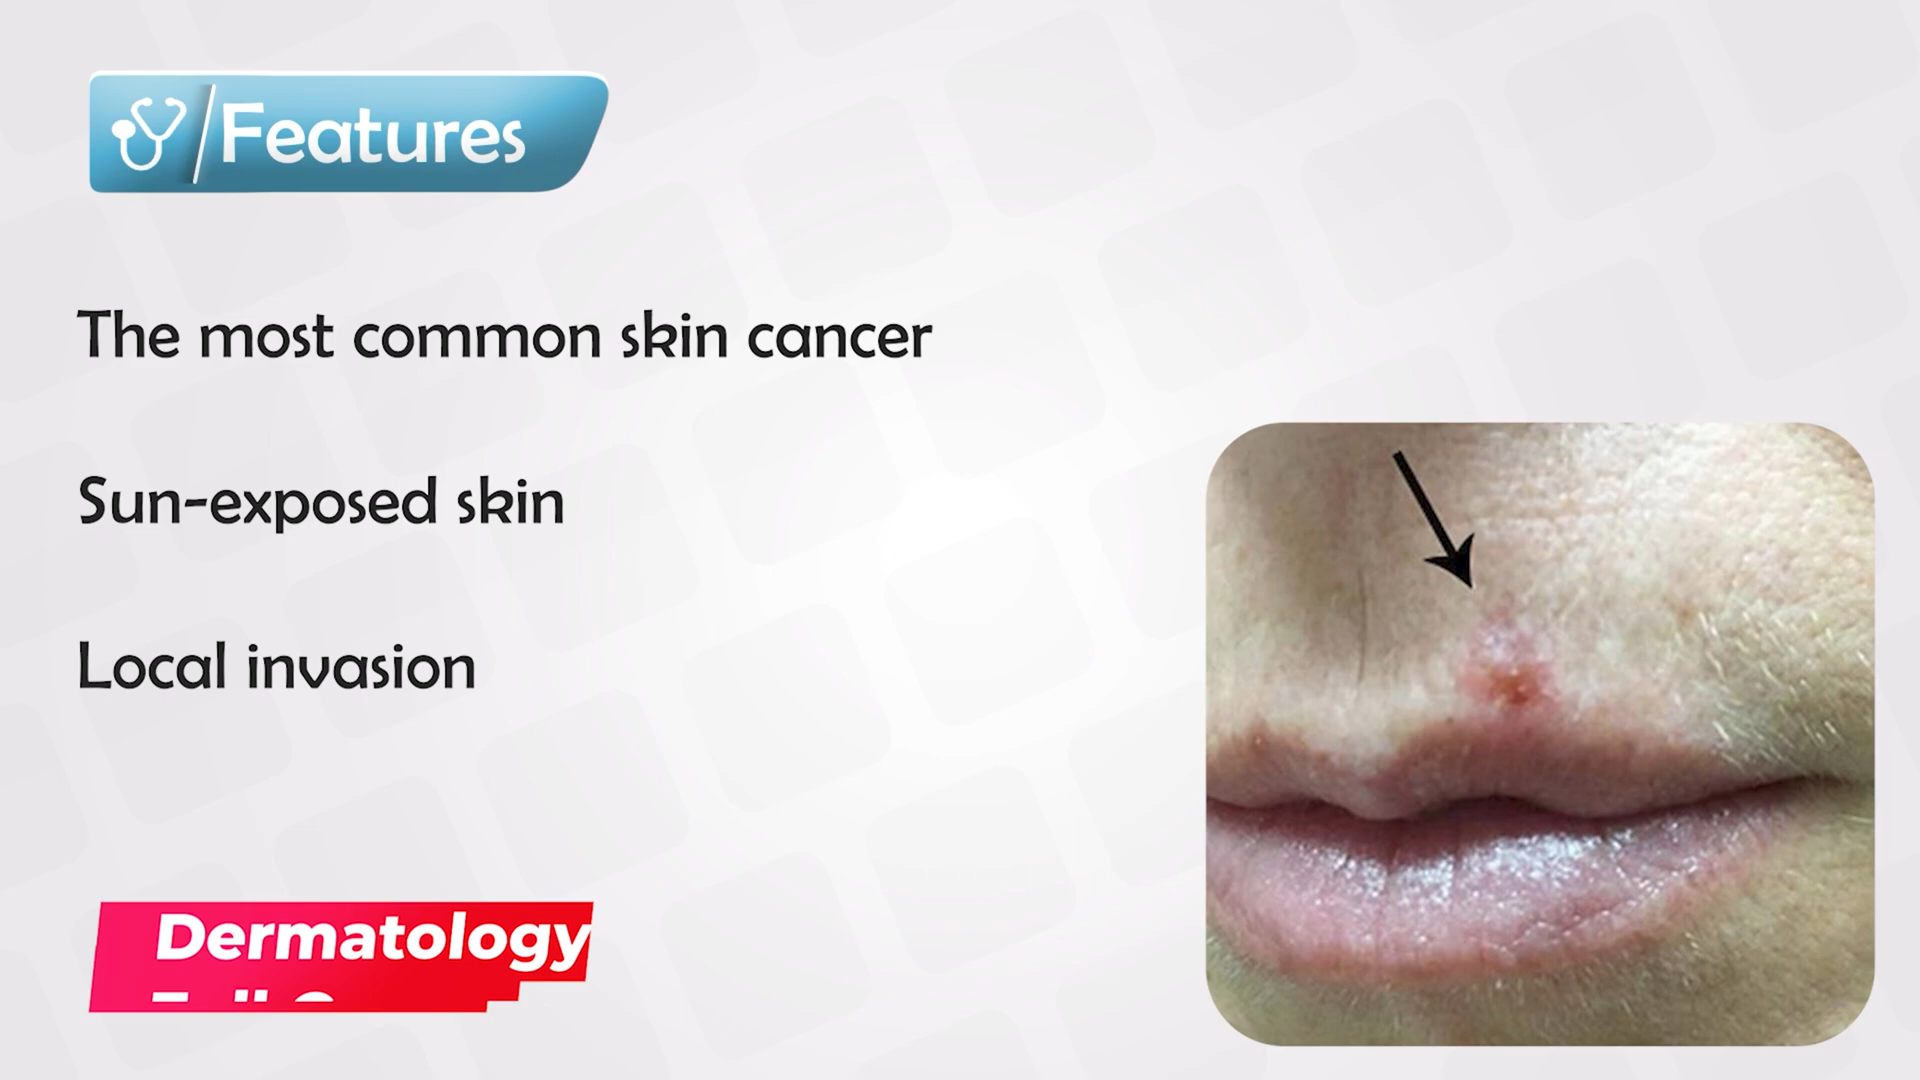 Features
The most common skin cancer
Sun-exposed skin
Local invasion
Dermatology